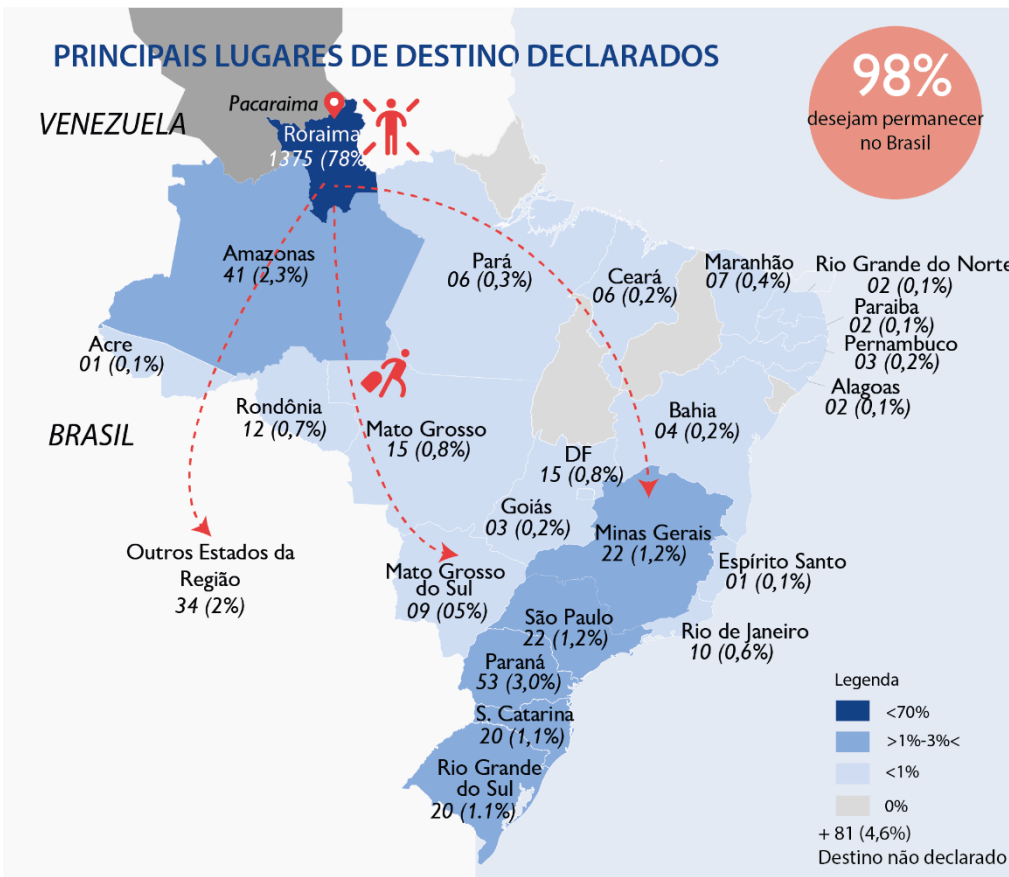 PRINCIPAIS LUGARES DE DESTINO DECLARADOS
98%
desejam permanecer
no Brasil
Pacaraima
VENEZUELA
Roraima
1375 (78%)
Amazonas
41 (2,3%)
Pará
06 (0,3%)
Ceará
06 (0,2%)
Maranhão
07 (0,4%)
Rio Grande do Norte
02 (0,1%)
Paraiba
02 (0,1%)
Pernambuco
03 (0,2%)
Alagoas
02 (0,1%)
Acre
01 (0,1%)
Rondônia
12 (0,7%)
Mato Grosso
15 (0,8%)
Bahia
04 (0,2%)
BRASIL
DF
15 (0,8%)
Goiás
03 (0,2%)
Minas Gerais
22 (1,2%)
Outros Estados da
Região
34 (2%)
Mato Grosso
do Sul
09 (05%)
Espírito Santo
01 (0,1%)
São Paulo
22 (1,2%)
Rio de Janeiro
10 (0,6%)
Paraná
53 (3,0%)
S. Catarina
20 (1,1%)
Rio Grande
do Sul
20 (1.1%)
Legenda
<70%
>1%-3%<
<1%
0%
+ 81 (4,6%)
Destino não declarado